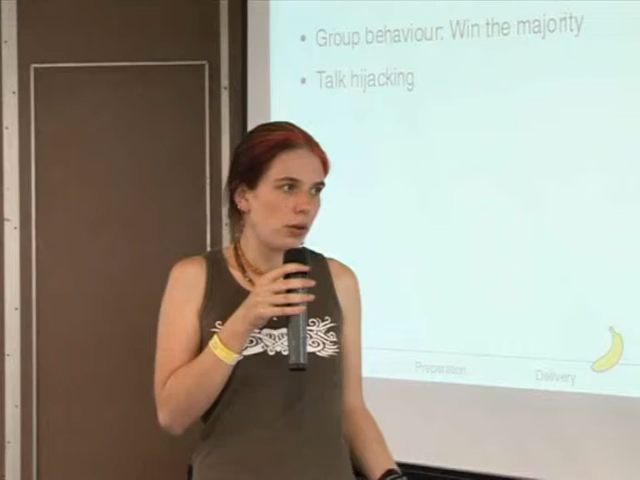 Group behaviour: Win the majority
Talk hijacking
Preparation
Delivery